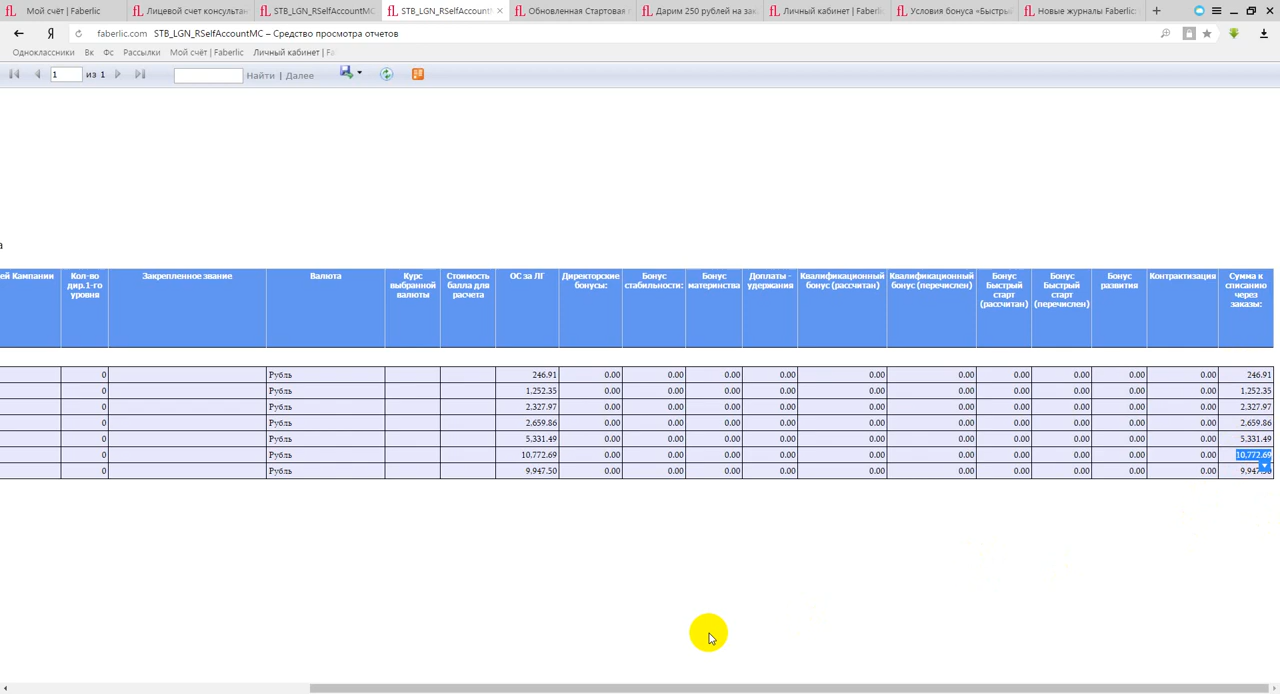 Мой счёт | Faberlic
Лицевой счет консультан
STB_LGN_RSelfAccountMC
STB_LGN_RSelfAccount
Обновленная Стартовая п
Дарим 250 рублей на зак
Личный кабинет | Faberlic
Условия бонуса «Быстры
Новые журналы Faberlic
faberlic.com STB_LGN_RSelfAccountMC – Средство просмотра отчетов
Одноклассники Вк Фс Рассылки Мой счёт | Faberlic Личный кабинет | Fa
1 из 1 Найти | Далее
а
ей Кампании
Кол-во
дир.1-го
уровня
Закрепленное звание
Валюта
Курс
выбранной
валюты
Стоимость
балла для
расчета
ОС за ЛГ
Директорские
бонусы:
Бонус
стабильности:
Бонус
материнства
Доплаты -
удержания
Квалификационный
бонус (рассчитан)
Квалификационный
бонус (перечислен)
Бонус
Быстрый
старт
(рассчитан)
Бонус
Быстрый
старт
(перечислен)
Бонус
развития
Контрактизация
Сумма к
списанию
через
заказы:
0 Рубль 246.91 0.00 0.00 0.00 0.00 0.00 0.00 0.00 0.00 0.00 0.00 246.91
0 Рубль 1,252.35 0.00 0.00 0.00 0.00 0.00 0.00 0.00 0.00 0.00 0.00 1,252.35
0 Рубль 2,327.97 0.00 0.00 0.00 0.00 0.00 0.00 0.00 0.00 0.00 0.00 2,327.97
0 Рубль 2,659.86 0.00 0.00 0.00 0.00 0.00 0.00 0.00 0.00 0.00 0.00 2,659.86
0 Рубль 5,331.49 0.00 0.00 0.00 0.00 0.00 0.00 0.00 0.00 0.00 0.00 5,331.49
0 Рубль 10,772.69 0.00 0.00 0.00 0.00 0.00 0.00 0.00 0.00 0.00 0.00 10,772.69
0 Рубль 9,947.50 0.00 0.00 0.00 0.00 0.00 0.00 0.00 0.00 0.00 0.00 9,947.50